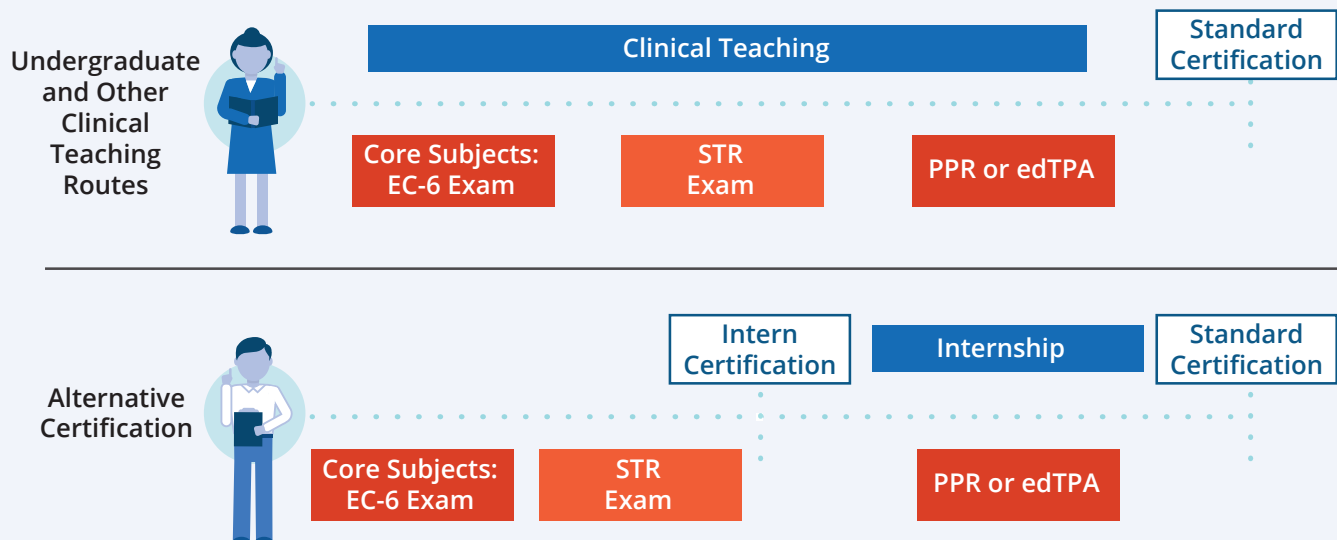 Undergraduate
and Other
Clinical
Teaching
Routes
Clinical Teaching
Standard
Certification
Core Subjects:
EC-6 Exam
STR
Exam
PPR or edTPA
Alternative
Certification
Intern
Certification
Internship
Standard
Certification
Core Subjects:
EC-6 Exam
STR
Exam
PPR or edTPA